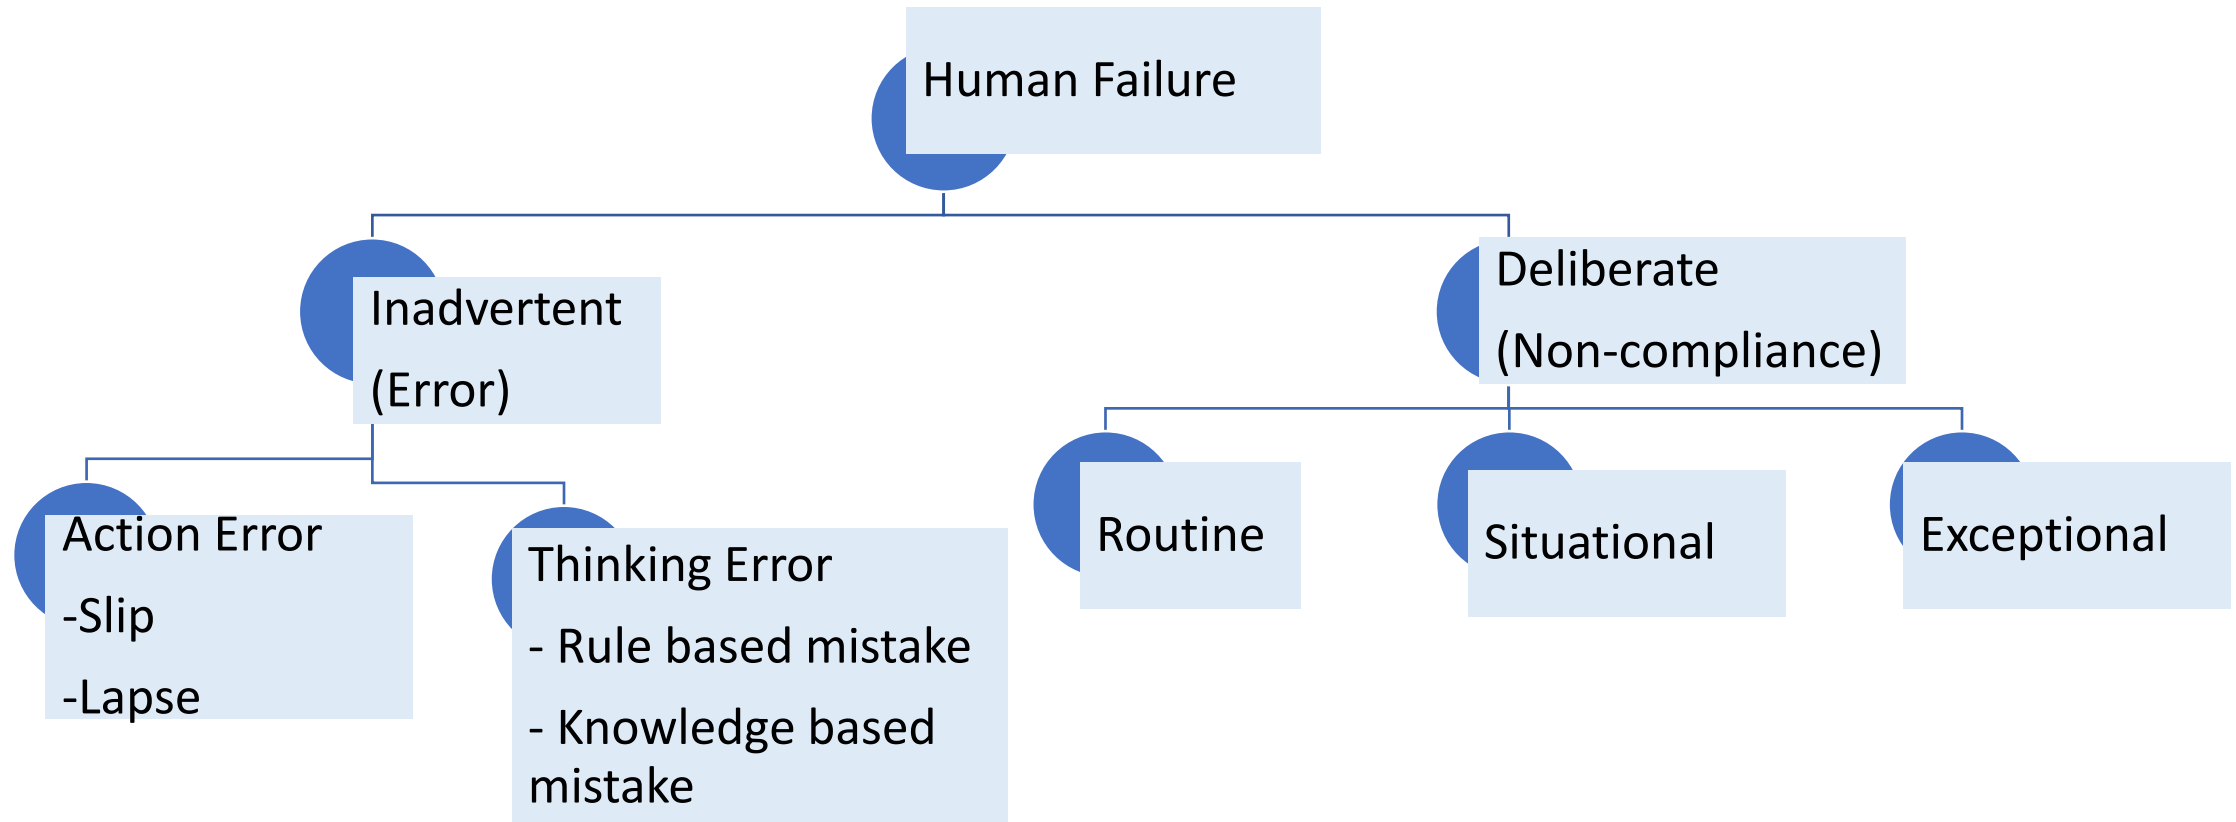 Human Failure
Inadvertent
(Error)
Deliberate
(Non-compliance)
Action Error
-Slip
-Lapse
Thinking Error
- Rule based mistake
- Knowledge based
mistake
Routine
Situational
Exceptional